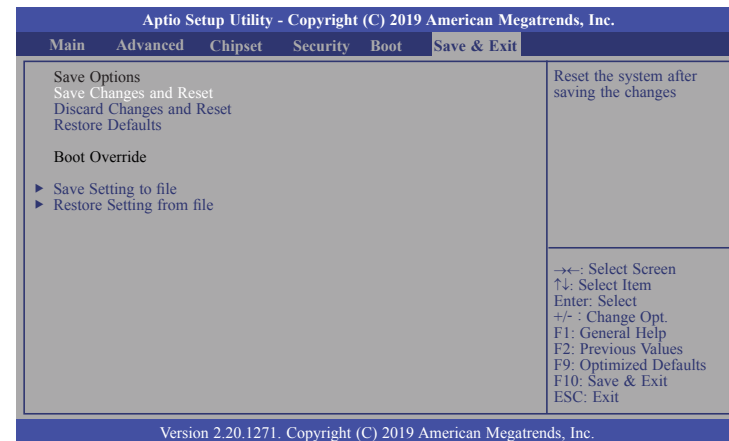 Aptio Setup Utility - Copyright (C) 2019 American Megatrends, Inc.
Main Advanced Chipset Security Boot Save & Exit
Save Options
Save Changes and Reset
Discard Changes and Reset
Restore Defaults
Boot Override
▶ Save Setting to file
▶ Restore Setting from file
Reset the system after
saving the changes
→←: Select Screen
↑↓: Select Item
Enter: Select
+/- : Change Opt.
F1: General Help
F2: Previous Values
F9: Optimized Defaults
F10: Save & Exit
ESC: Exit
Version 2.20.1271. Copyright (C) 2019 American Megatrends, Inc.